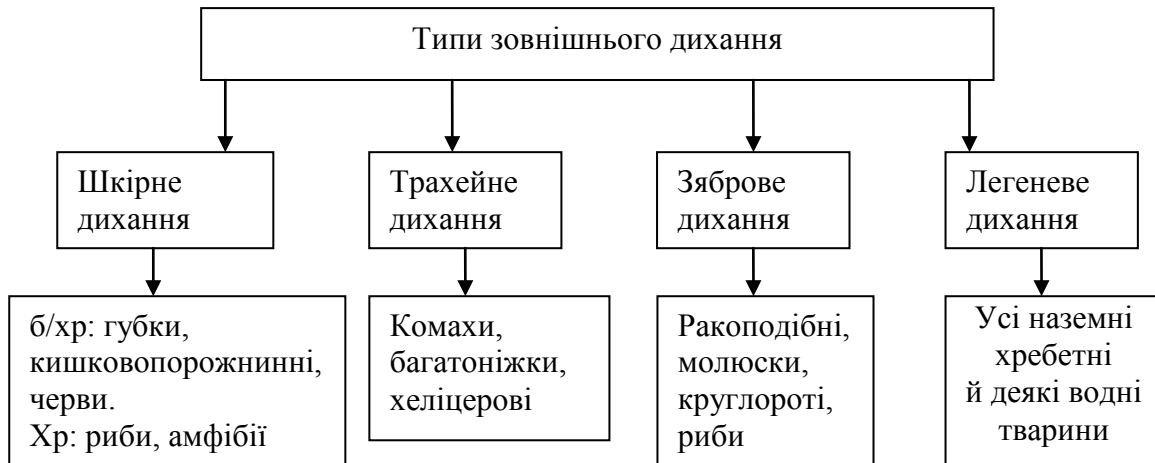 Типи зовнішнього дихання
Шкірне
дихання
Трахейне
дихання
Зяброве
дихання
Легеневе
дихання
б/хр: губки,
кишковопорожнинні,
черви.
Хр: риби, амфібії
Комахи,
багатоніжки,
хеліцерові
Ракоподібні,
молюски,
круглороті,
риби
Усі наземні
хребетні
й деякі водні
тварини